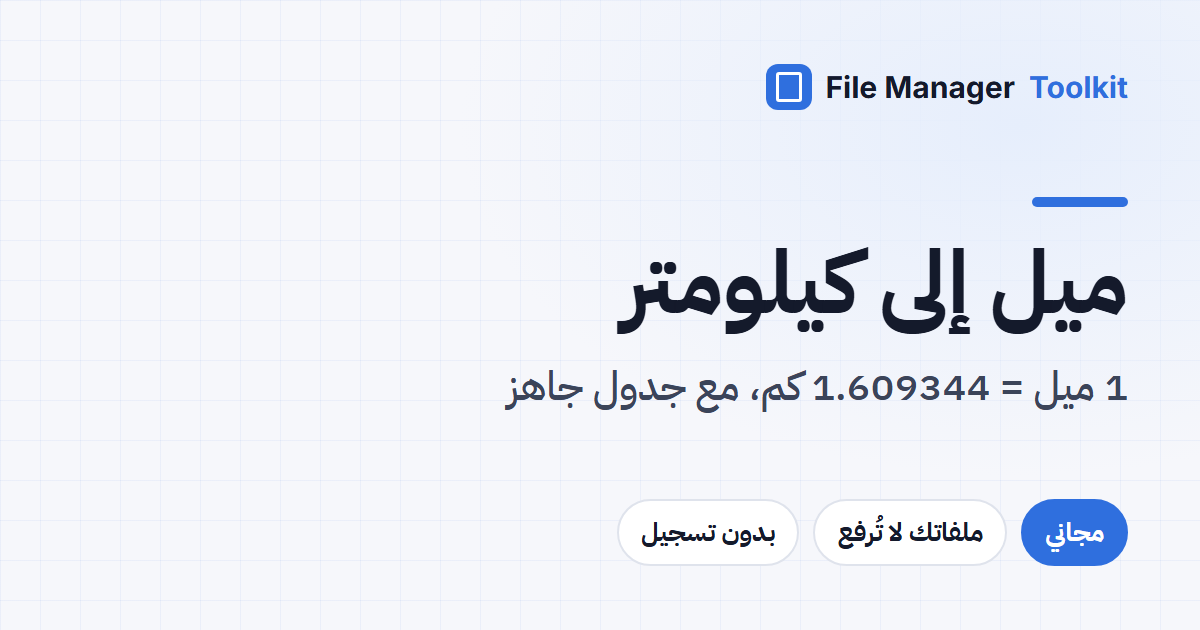 File Manager Toolkit
ميل إلى كيلومتر
1 ميل = 1.609344 كم، مع جدول جاهز
مجاني
ملفاتك لا تُرفع
بدون تسجيل